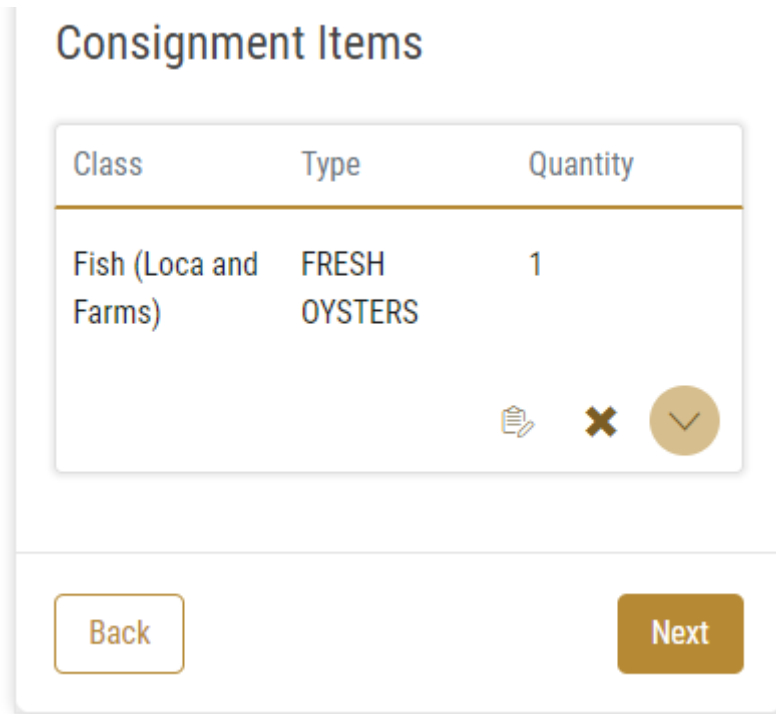 Consignment Items
Class Type Quantity
Fish (Loca and FRESH 1
Farms) OYSTERS
Back Next